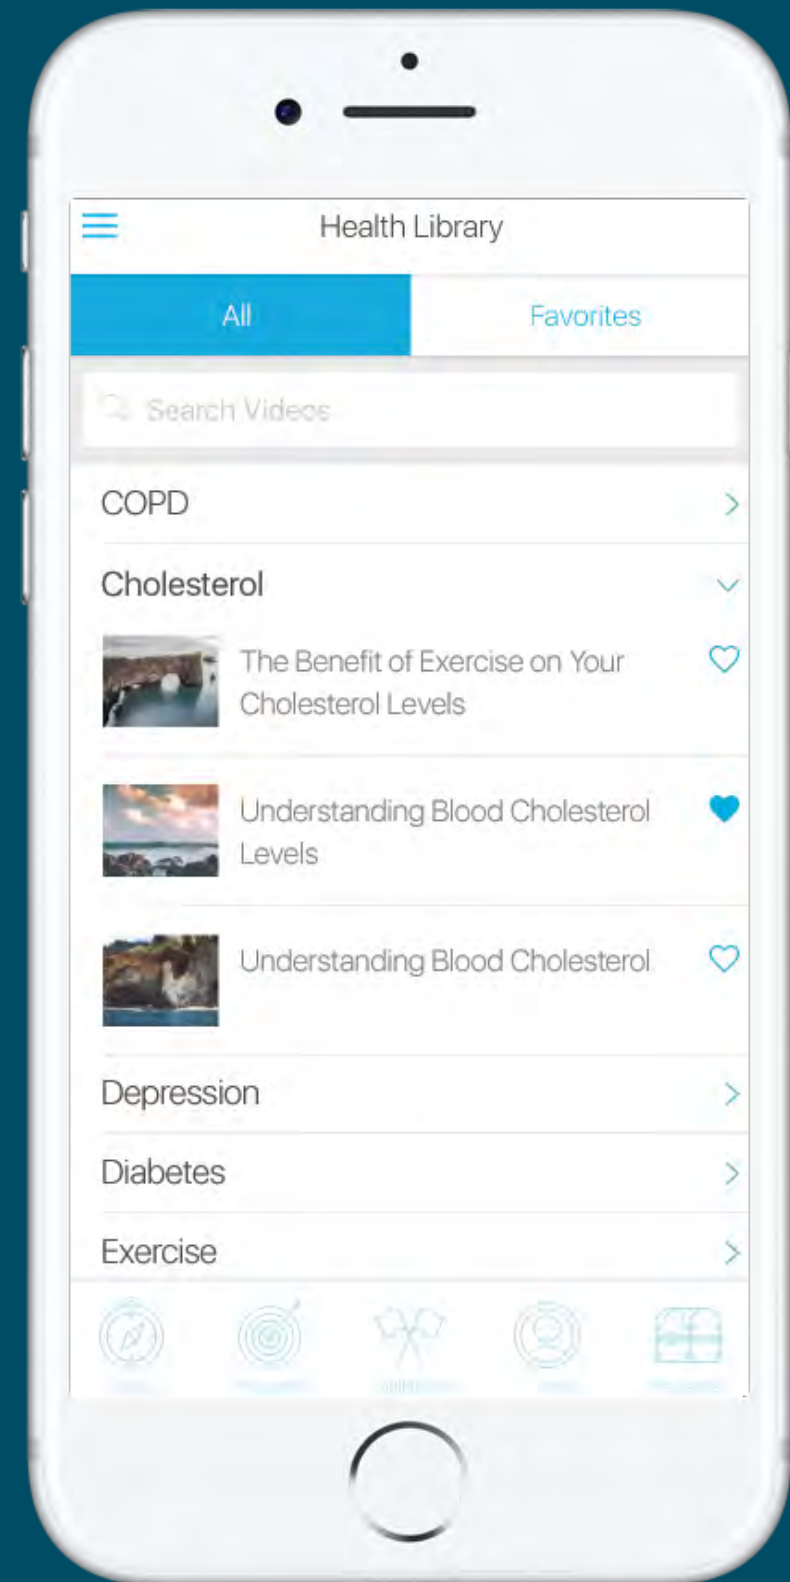 Health Library
All
Favorites
Search Videos
COPD
Cholesterol
The Benefit of Exercise on Your
Cholesterol Levels
Understanding Blood Cholesterol
Levels
Understanding Blood Cholesterol
Depression
Diabetes
Exercise